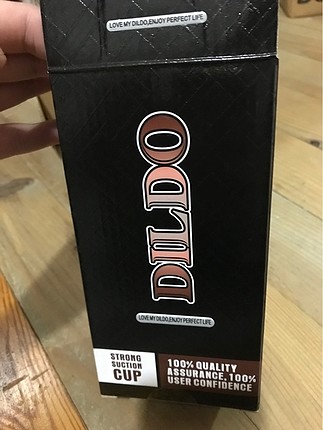 LOVE MY DILDO,ENJOY PERFECT LIFE
DILDO
LOVE MY DILDO,ENJOY PERFECT LIFE
STRONG
SUCTION
CUP
100% QUALITY
ASSURANCE, 100%
USER CONFIDENCE